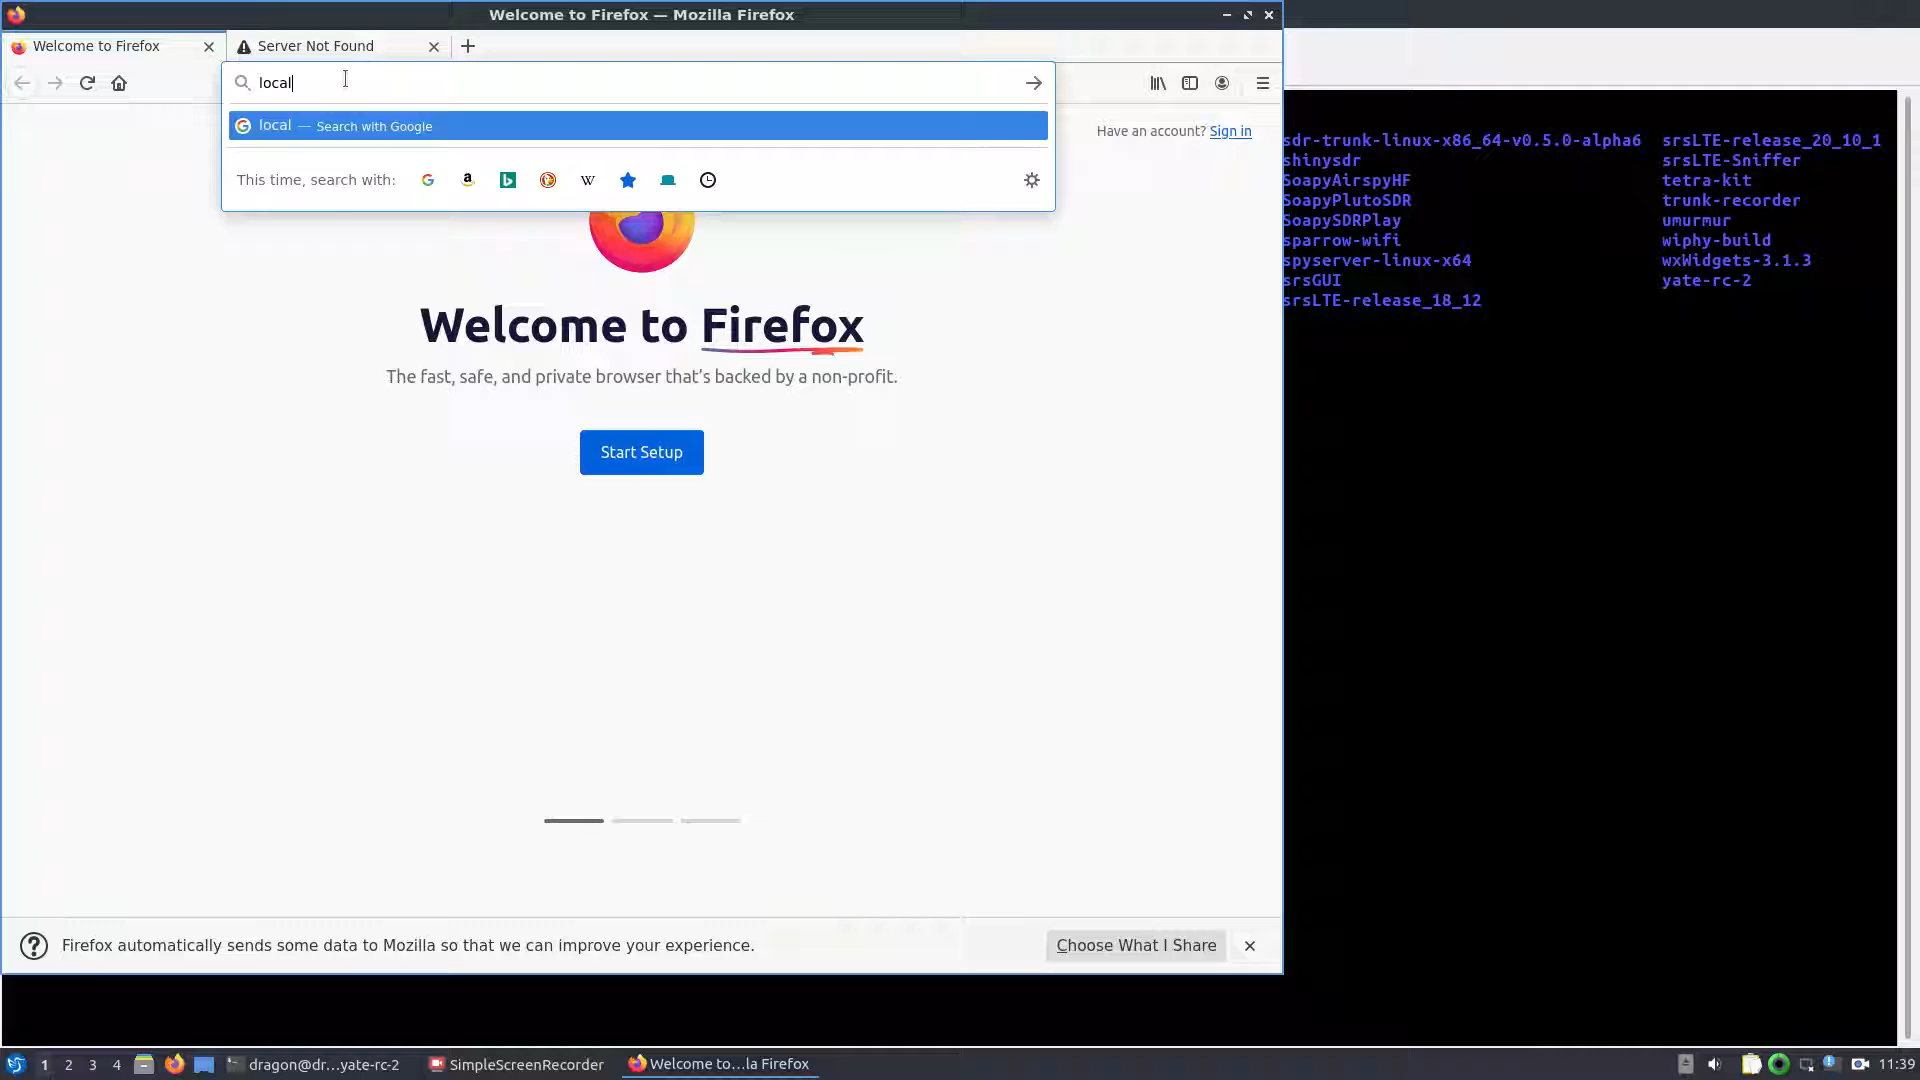 Welcome to Firefox — Mozilla Firefox
Welcome to Firefox
Server Not Found
local
local — Search with Google
This time, search with:
Have an account? Sign in
Welcome to Firefox
The fast, safe, and private browser that’s backed by a non-profit.
Start Setup
Firefox automatically sends some data to Mozilla so that we can improve your experience.
Choose What I Share
sdr-trunk-linux-x86_64-v0.5.0-alpha6 srsLTE-release_20_10_1
shinysdr srsLTE-Sniffer
SoapyAirspyHF tetra-kit
SoapyPlutoSDR trunk-recorder
SoapySDRPlay umurmur
sparrow-wifi wiphy-build
spyserver-linux-x64 wxWidgets-3.1.3
srsGUI yate-rc-2
srsLTE-release_18_12
1 2 3 4 dragon@dr...yate-rc-2 SimpleScreenRecorder Welcome to...la Firefox 11:39